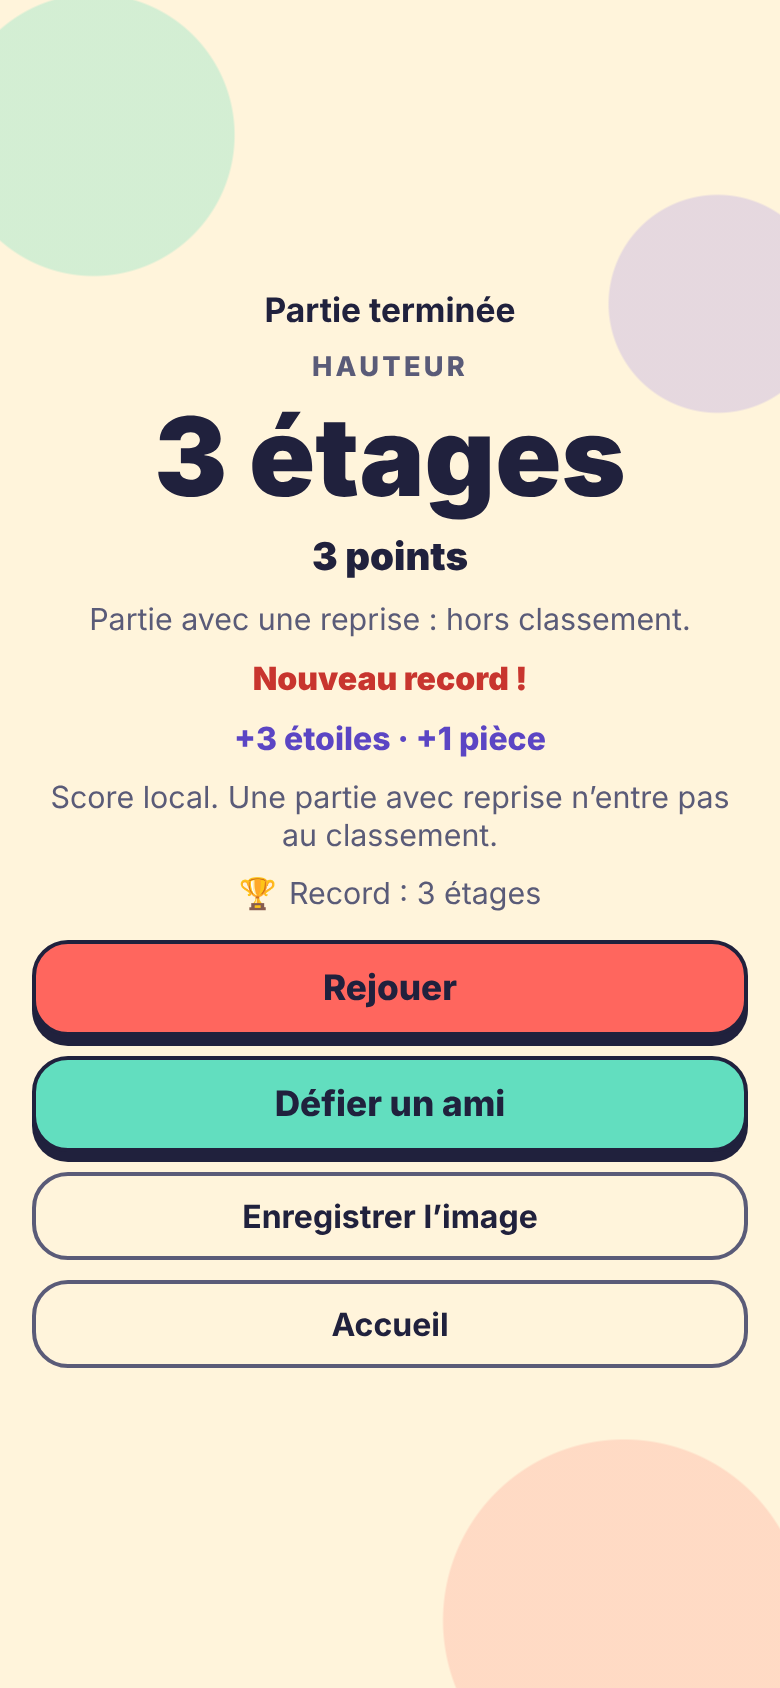 Partie terminée
HAUTEUR
3 étages
3 points
Partie avec une reprise : hors classement.
Nouveau record !
+3 étoiles · +1 pièce
Score local. Une partie avec reprise n’entre pas
au classement.
🏆 Record : 3 étages
Rejouer
Défier un ami
Enregistrer l’image
Accueil